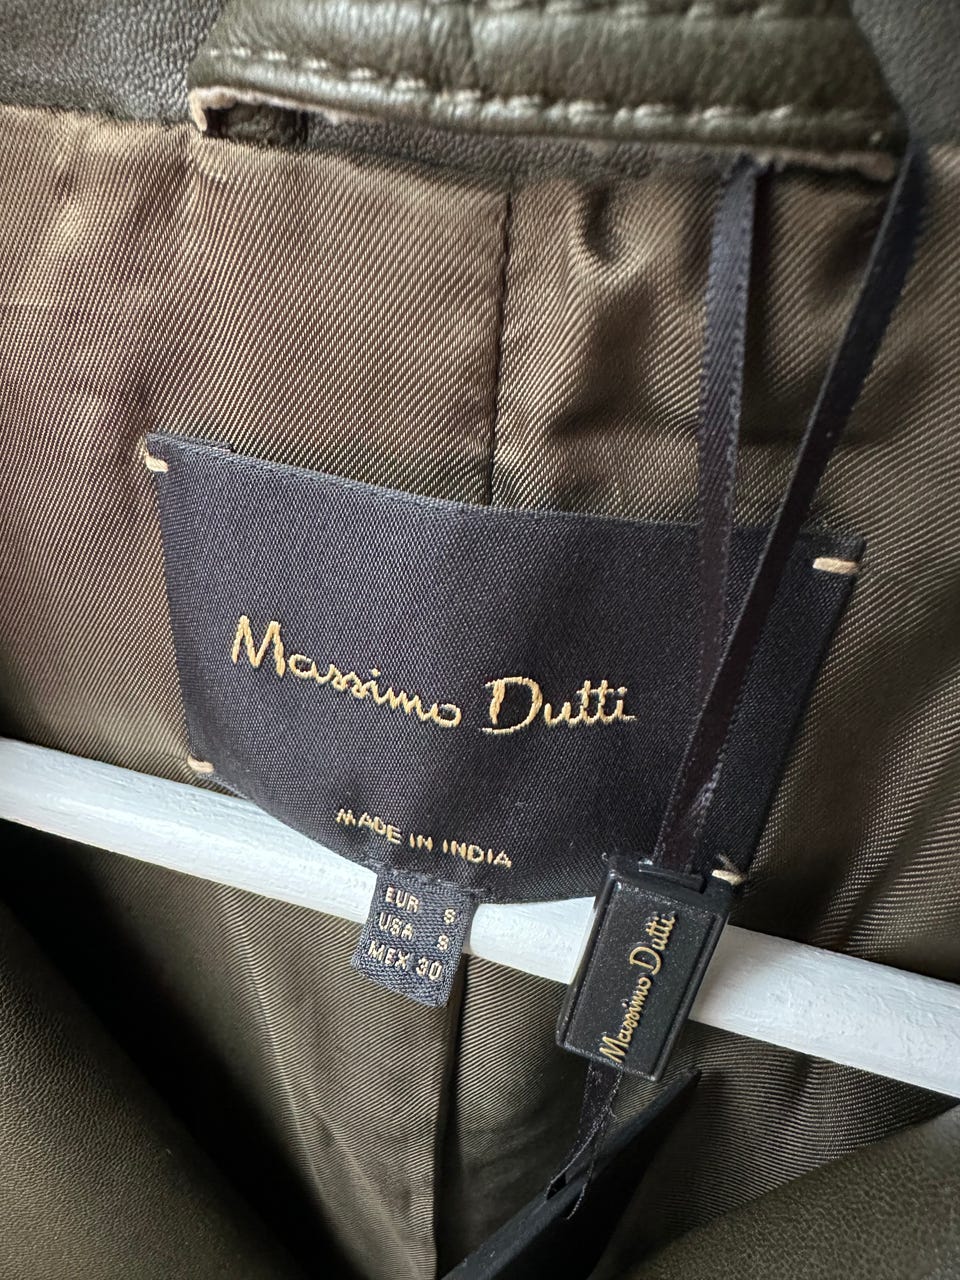 Massimo Dutti
MADE IN INDIA
EUR S
USA S
MEX 30
Massimo Dutti